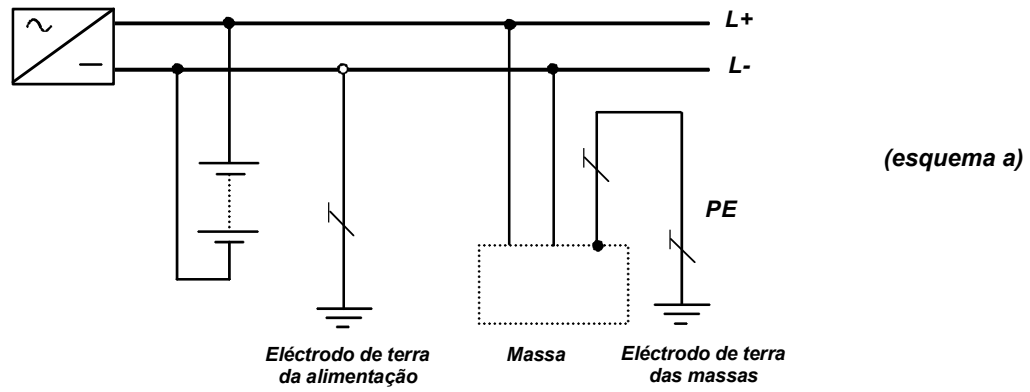 L+
L-
(esquema a)
PE
Eléctrodo de terra
da alimentação
Massa
Eléctrodo de terra
das massas